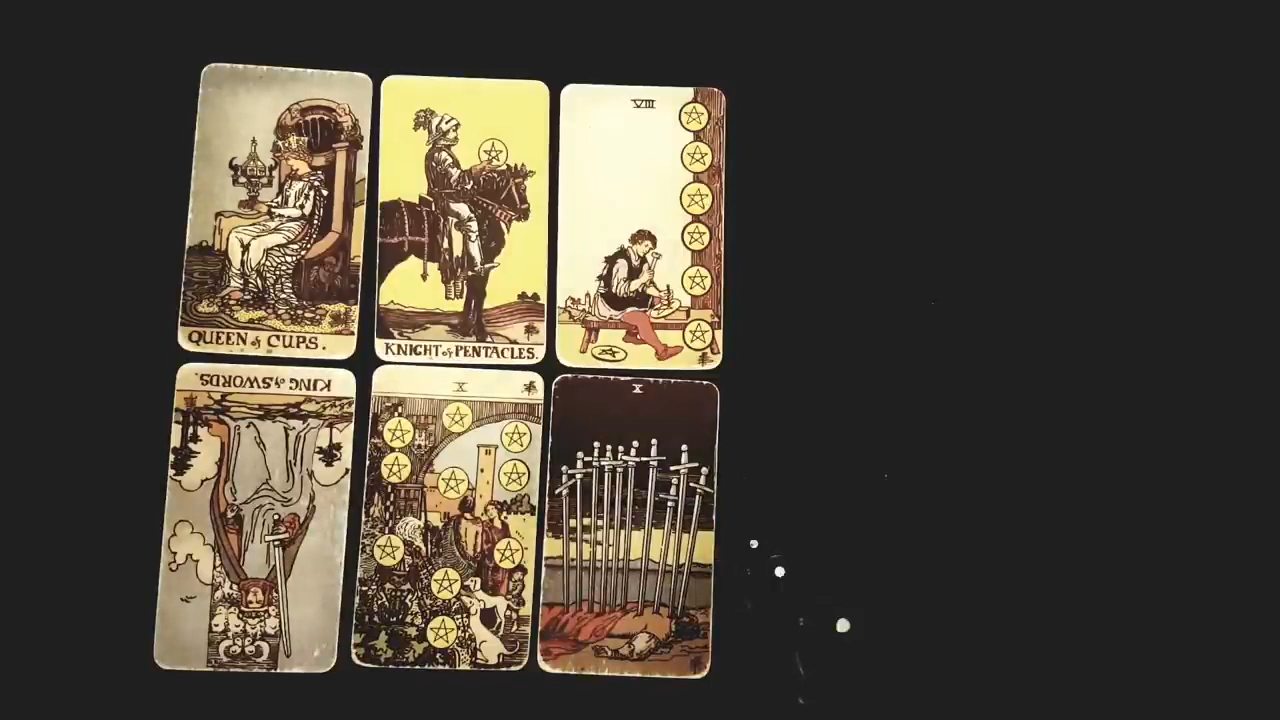 VIII
QUEEN of CUPS.
KNIGHT of PENTACLES.
KING of SWORDS.
X
X